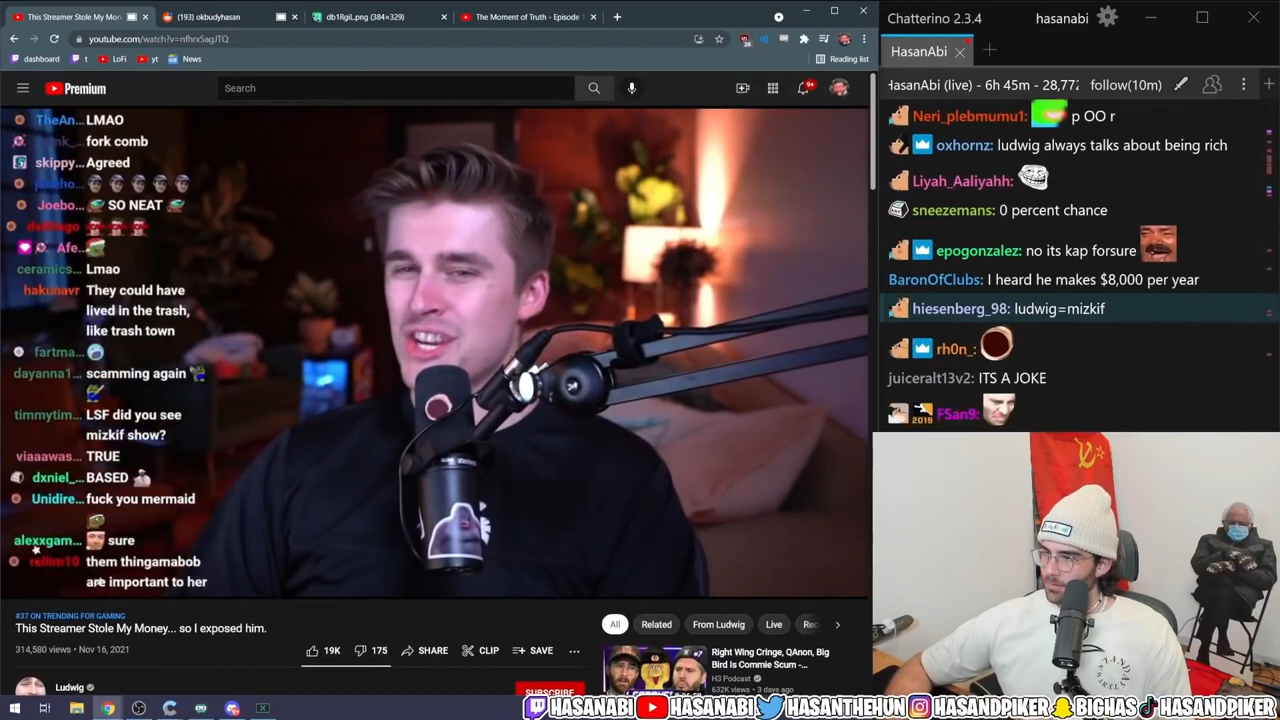 This Streamer Stole My Mon
(193) okbudyhasan
db1RgiL.png (384×329)
The Moment of Truth - Episode
youtube.com/watch?v=nfhrx5agJTQ
dashboard
t
LoFi
yt
News
Reading list
Premium
Search
9+
TheAn... LMAO
fork comb
skippy... Agreed
Joebo... SO NEAT
Afe...
ceramics... Lmao
hakunavr They could have
lived in the trash,
like trash town
fartma...
dayanna1... scamming again
timmytim... LSF did you see
mizkif show?
viaaawas... TRUE
dxniel_... BASED
Unidire... fuck you mermaid
alexxgam... sure
rellim10 them thingamabob
are important to her
#37 ON TRENDING FOR GAMING
This Streamer Stole My Money... so I exposed him.
314,580 views • Nov 16, 2021
19K
175
SHARE
CLIP
SAVE
Ludwig
SUBSCRIBE
All
Related
From Ludwig
Live
Rec
Right Wing Cringe, QAnon, Big
Bird Is Commie Scum -...
H3 Podcast
632K views • 3 days ago
Chatterino 2.3.4
hasanabi
HasanAbi
HasanAbi (live) - 6h 45m - 28,77
follow(10m)
Neri_plebmumu1: p OO r
oxhornz: ludwig always talks about being rich
Liyah_Aaliyahh:
sneezemans: 0 percent chance
epogonzalez: no its kap forsure
BaronOfClubs: I heard he makes $8,000 per year
hiesenberg_98: ludwig=mizkif
rh0n_:
juiceralt13v2: ITS A JOKE
2019 FSan9:
HASANABI
HASANABI
HASANTHEHUN
HASANDPIKER
BIGHAS
HASANDPIKER